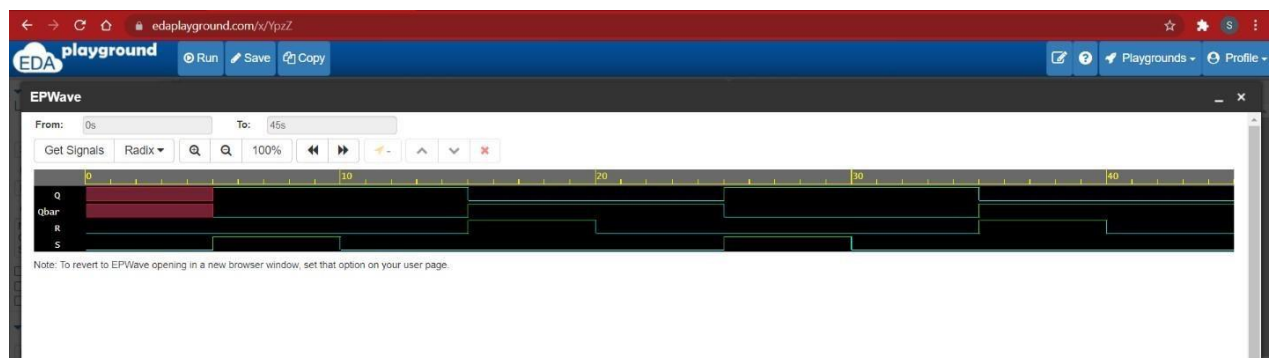 edaplayground.com/x/YpzZ
S
EDA playground
Run Save Copy
Playgrounds Profile
EPWave
From: 0s To: 45s
Get Signals Radix 100%
0 10 20 30 40
Q
Qbar
R
S
Note: To revert to EPWave opening in a new browser window, set that option on your user page.